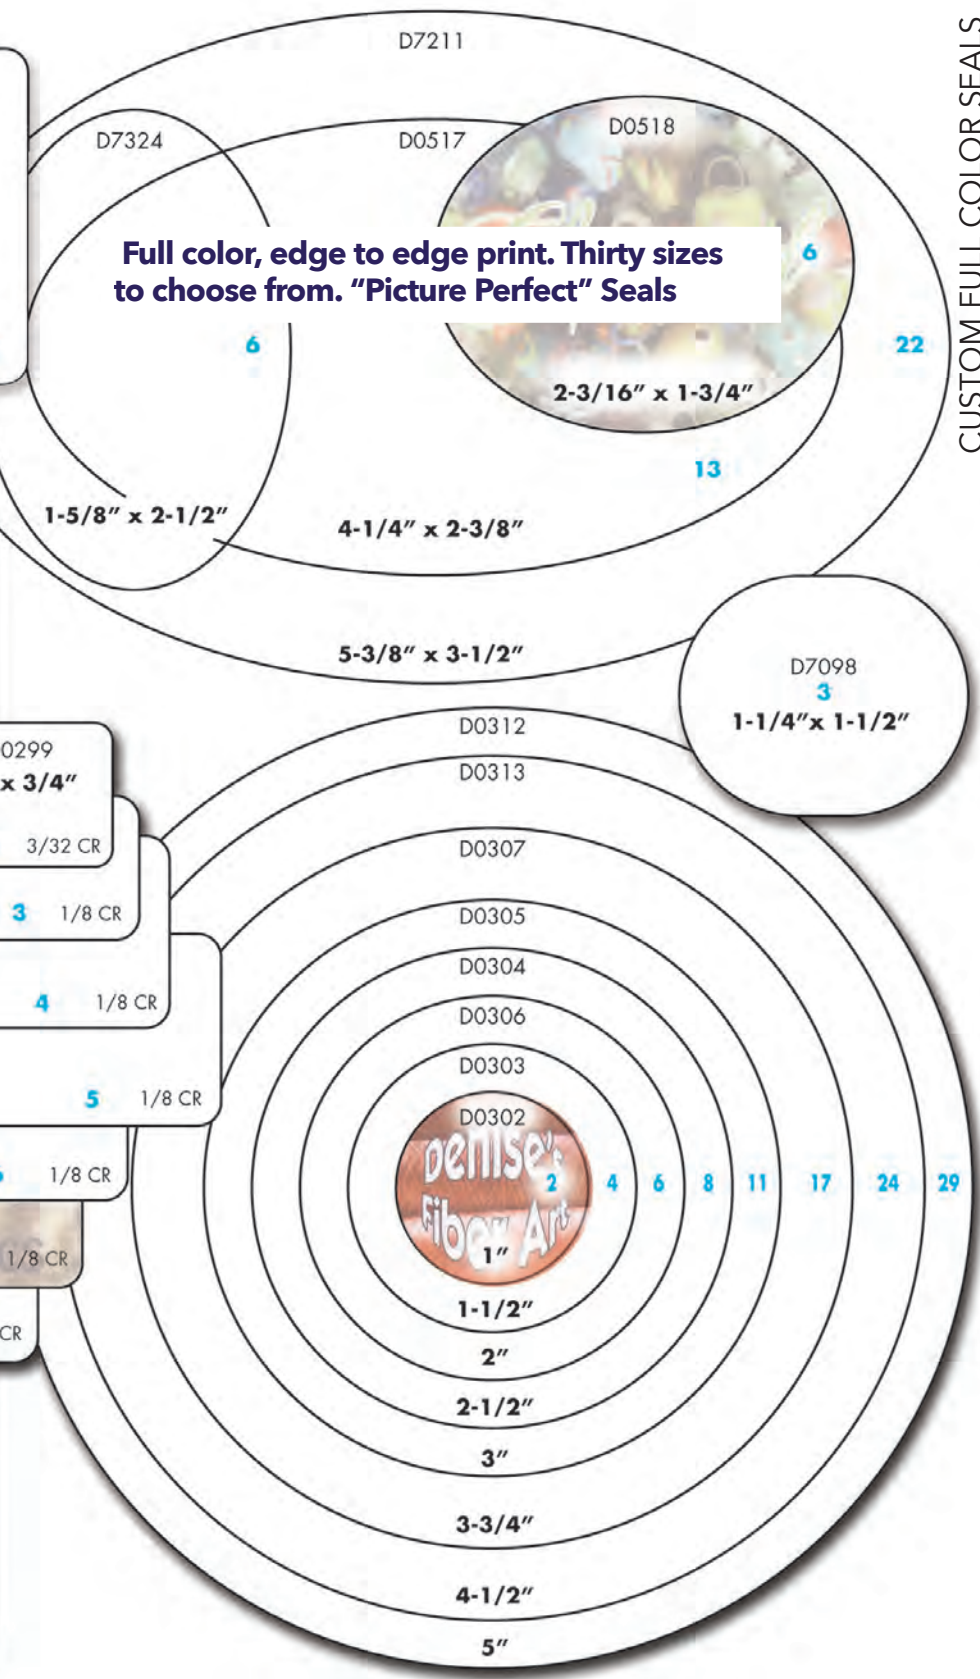 D7211
CUSTOM FULL COLOR SEALS
D7324
D0517
D0518
Full color, edge to edge print. Thirty sizes
to choose from. “Picture Perfect” Seals
6
6
22
2-3/16″ x 1-3/4″
13
1-5/8″ x 2-1/2″
4-1/4″ x 2-3/8″
5-3/8″ x 3-1/2″
D7098
3
1-1/4″x 1-1/2″
0299
x 3/4″
3/32 CR
3 1/8 CR
4 1/8 CR
5 1/8 CR
1/8 CR
1/8 CR
CR
D0312
D0313
D0307
D0305
D0304
D0306
D0303
D0302
Denise's
Fiber Art
2 4 6 8 11 17 24 29
1″
1-1/2″
2″
2-1/2″
3″
3-3/4″
4-1/2″
5″